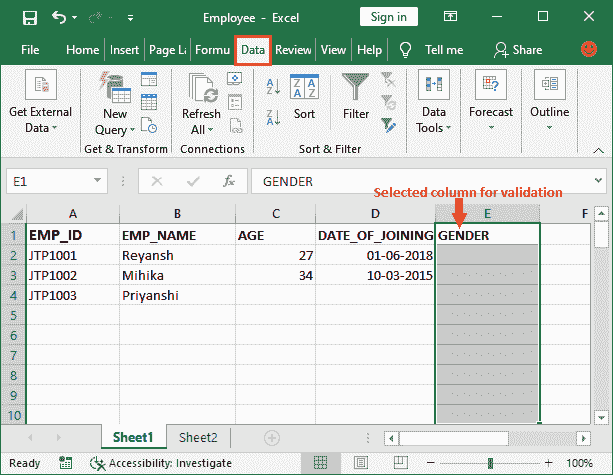 Employee - Excel
Sign in
File Home Insert Page La Formu Data Review View Help Tell me Share
Get External Data
New Query
Refresh All
Sort
Filter
Data Tools
Forecast
Outline
Get & Transform
Connections
Sort & Filter
E1
fx
GENDER
Selected column for validation
A B C D E F
1 EMP_ID EMP_NAME AGE DATE_OF_JOINING GENDER
2 JTP1001 Reyansh 27 01-06-2018
3 JTP1002 Mihika 34 10-03-2015
4 JTP1003 Priyanshi
5
6
7
8
9
10
Sheet1 Sheet2
Ready Accessibility: Investigate 100%